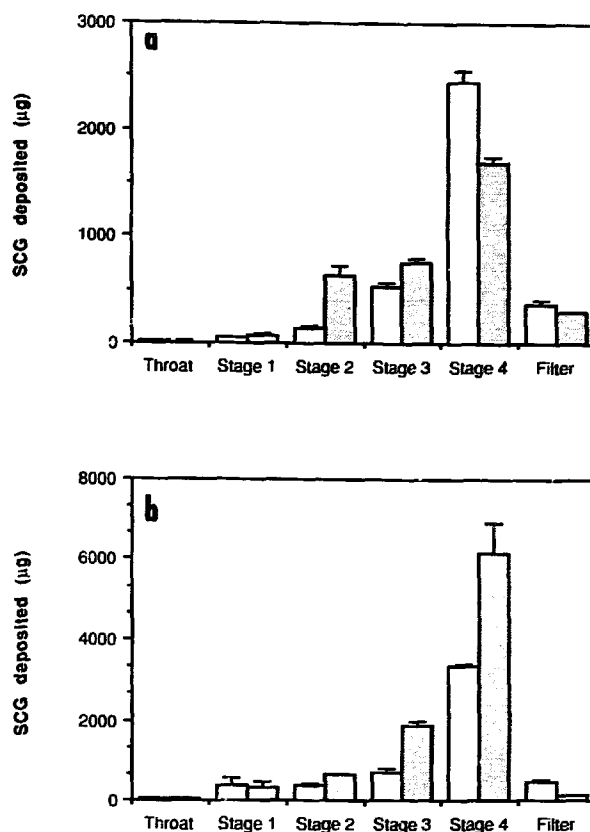 a
3000
2000
1000
0
SCG deposited (µg)
Throat Stage 1 Stage 2 Stage 3 Stage 4 Filter
b
8000
6000
4000
2000
0
SCG deposited (µg)
Throat Stage 1 Stage 2 Stage 3 Stage 4 Filter